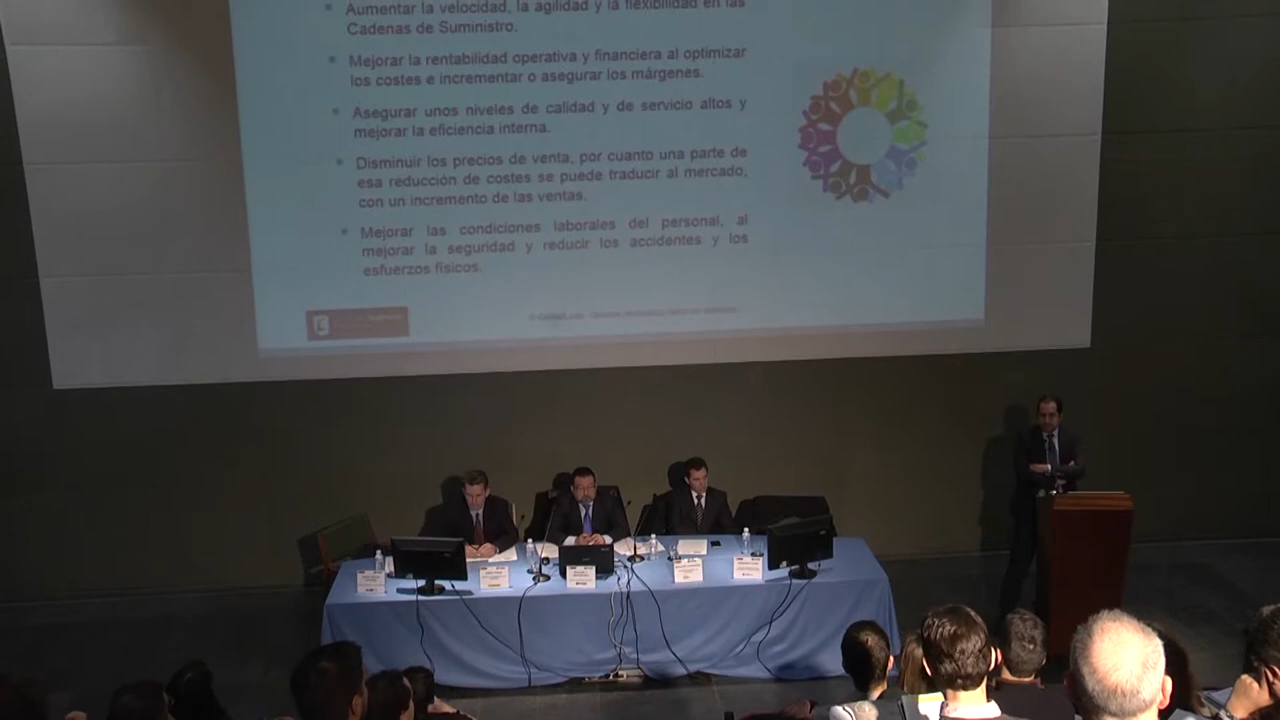 Aumentar la velocidad, la agilidad y la flexibilidad en las
Cadenas de Suministro.
Mejorar la rentabilidad operativa y financiera al optimizar
los costes e incrementar o asegurar los márgenes.
Asegurar unos niveles de calidad y de servicio altos y
mejorar la eficiencia interna.
Disminuir los precios de venta, por cuanto una parte de
esa reducción de costes se puede traducir al mercado,
con un incremento de las ventas.
Mejorar las condiciones laborales del personal, al
mejorar la seguridad y reducir los accidentes y los
esfuerzos físicos.